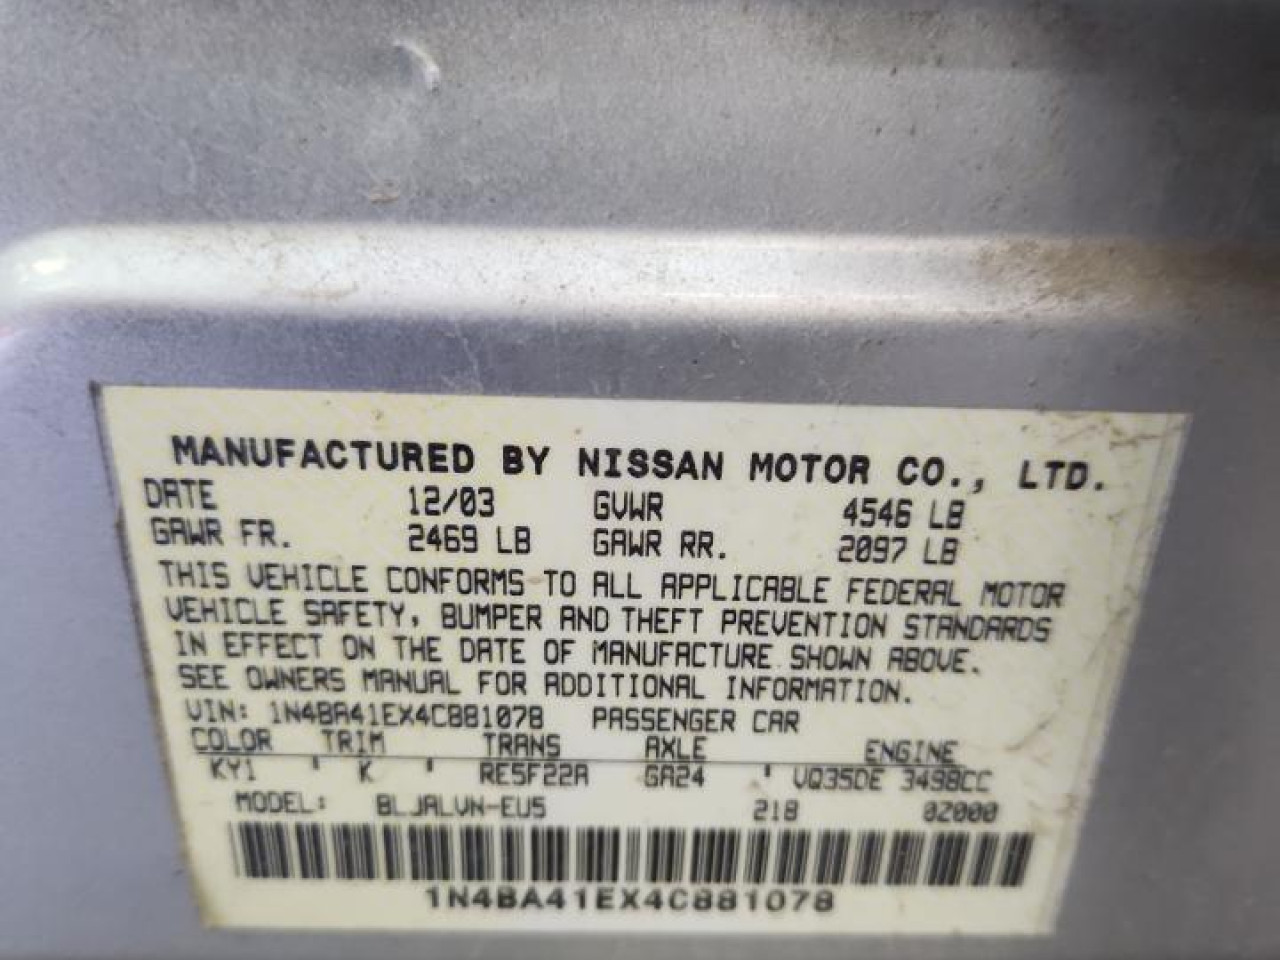 MANUFACTURED BY NISSAN MOTOR CO., LTD.
DATE 12/03 GVWR 4546 LB
GAWR FR. 2469 LB GAWR RR. 2097 LB
THIS VEHICLE CONFORMS TO ALL APPLICABLE FEDERAL MOTOR
VEHICLE SAFETY, BUMPER AND THEFT PREVENTION STANDARDS
IN EFFECT ON THE DATE OF MANUFACTURE SHOWN ABOVE.
SEE OWNERS MANUAL FOR ADDITIONAL INFORMATION.
VIN: 1N4BA41EX4C881078 PASSENGER CAR
COLOR TRIM TRANS AXLE ENGINE
KY1 ' K ' RE5F22A GA24 ' VQ35DE 3498CC
MODEL: BLJALVN-EU5 218 0Z000
1N4BA41EX4C881078